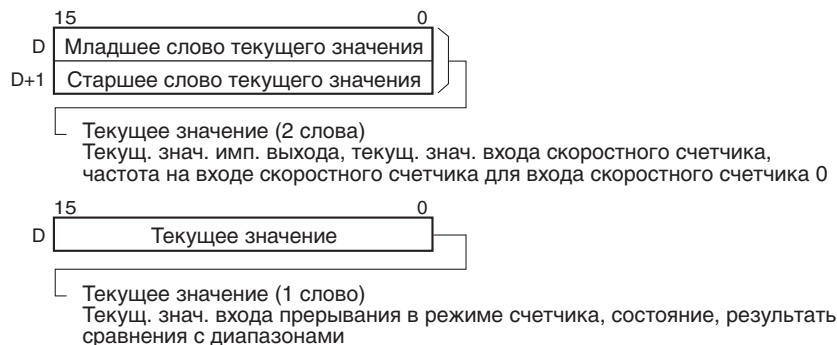 15 0
D Младшее слово текущего значения
D+1 Старшее слово текущего значения
Текущее значение (2 слова)
Текущ. знач. имп. выхода, текущ. знач. входа скоростного счетчика,
частота на входе скоростного счетчика для входа скоростного счетчика 0
15 0
D Текущее значение
Текущее значение (1 слово)
Текущ. знач. входа прерывания в режиме счетчика, состояние, результать
сравнения с диапазонами